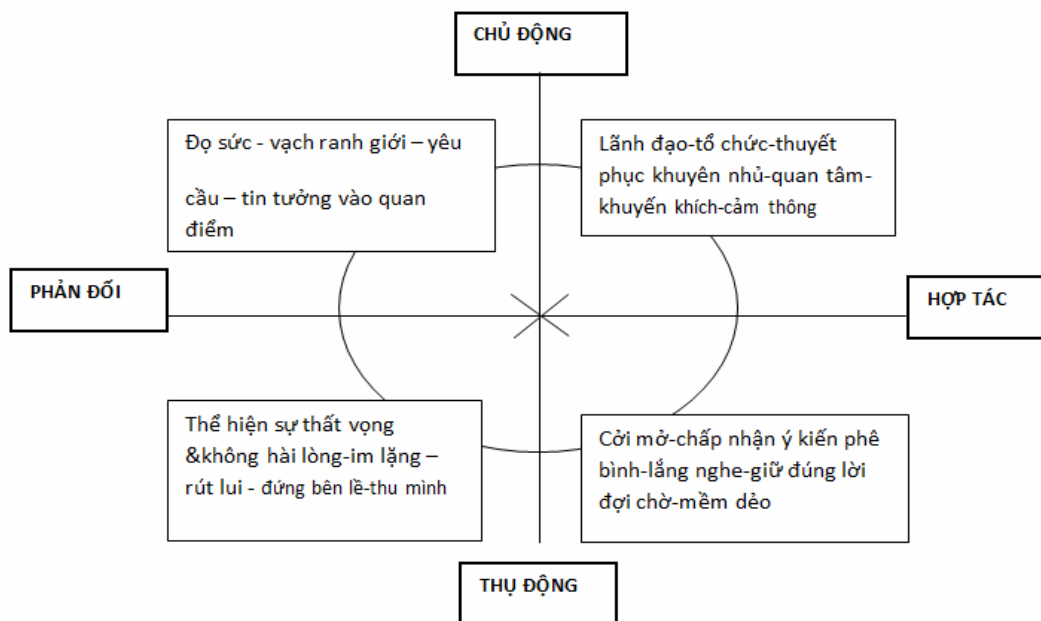 CHỦ ĐỘNG
Đọ sức - vạch ranh giới – yêu
cầu – tin tưởng vào quan
điểm
Lãnh đạo-tổ chức-thuyết
phục khuyên nhủ-quan tâm-
khuyến khích-cảm thông
PHẢN ĐỐI
HỢP TÁC
Thể hiện sự thất vọng
&không hài lòng-im lặng –
rút lui - đứng bên lề-thu mình
Cởi mở-chấp nhận ý kiến phê
bình-lắng nghe-giữ đúng lời
đợi chờ-mềm dẻo
THỤ ĐỘNG